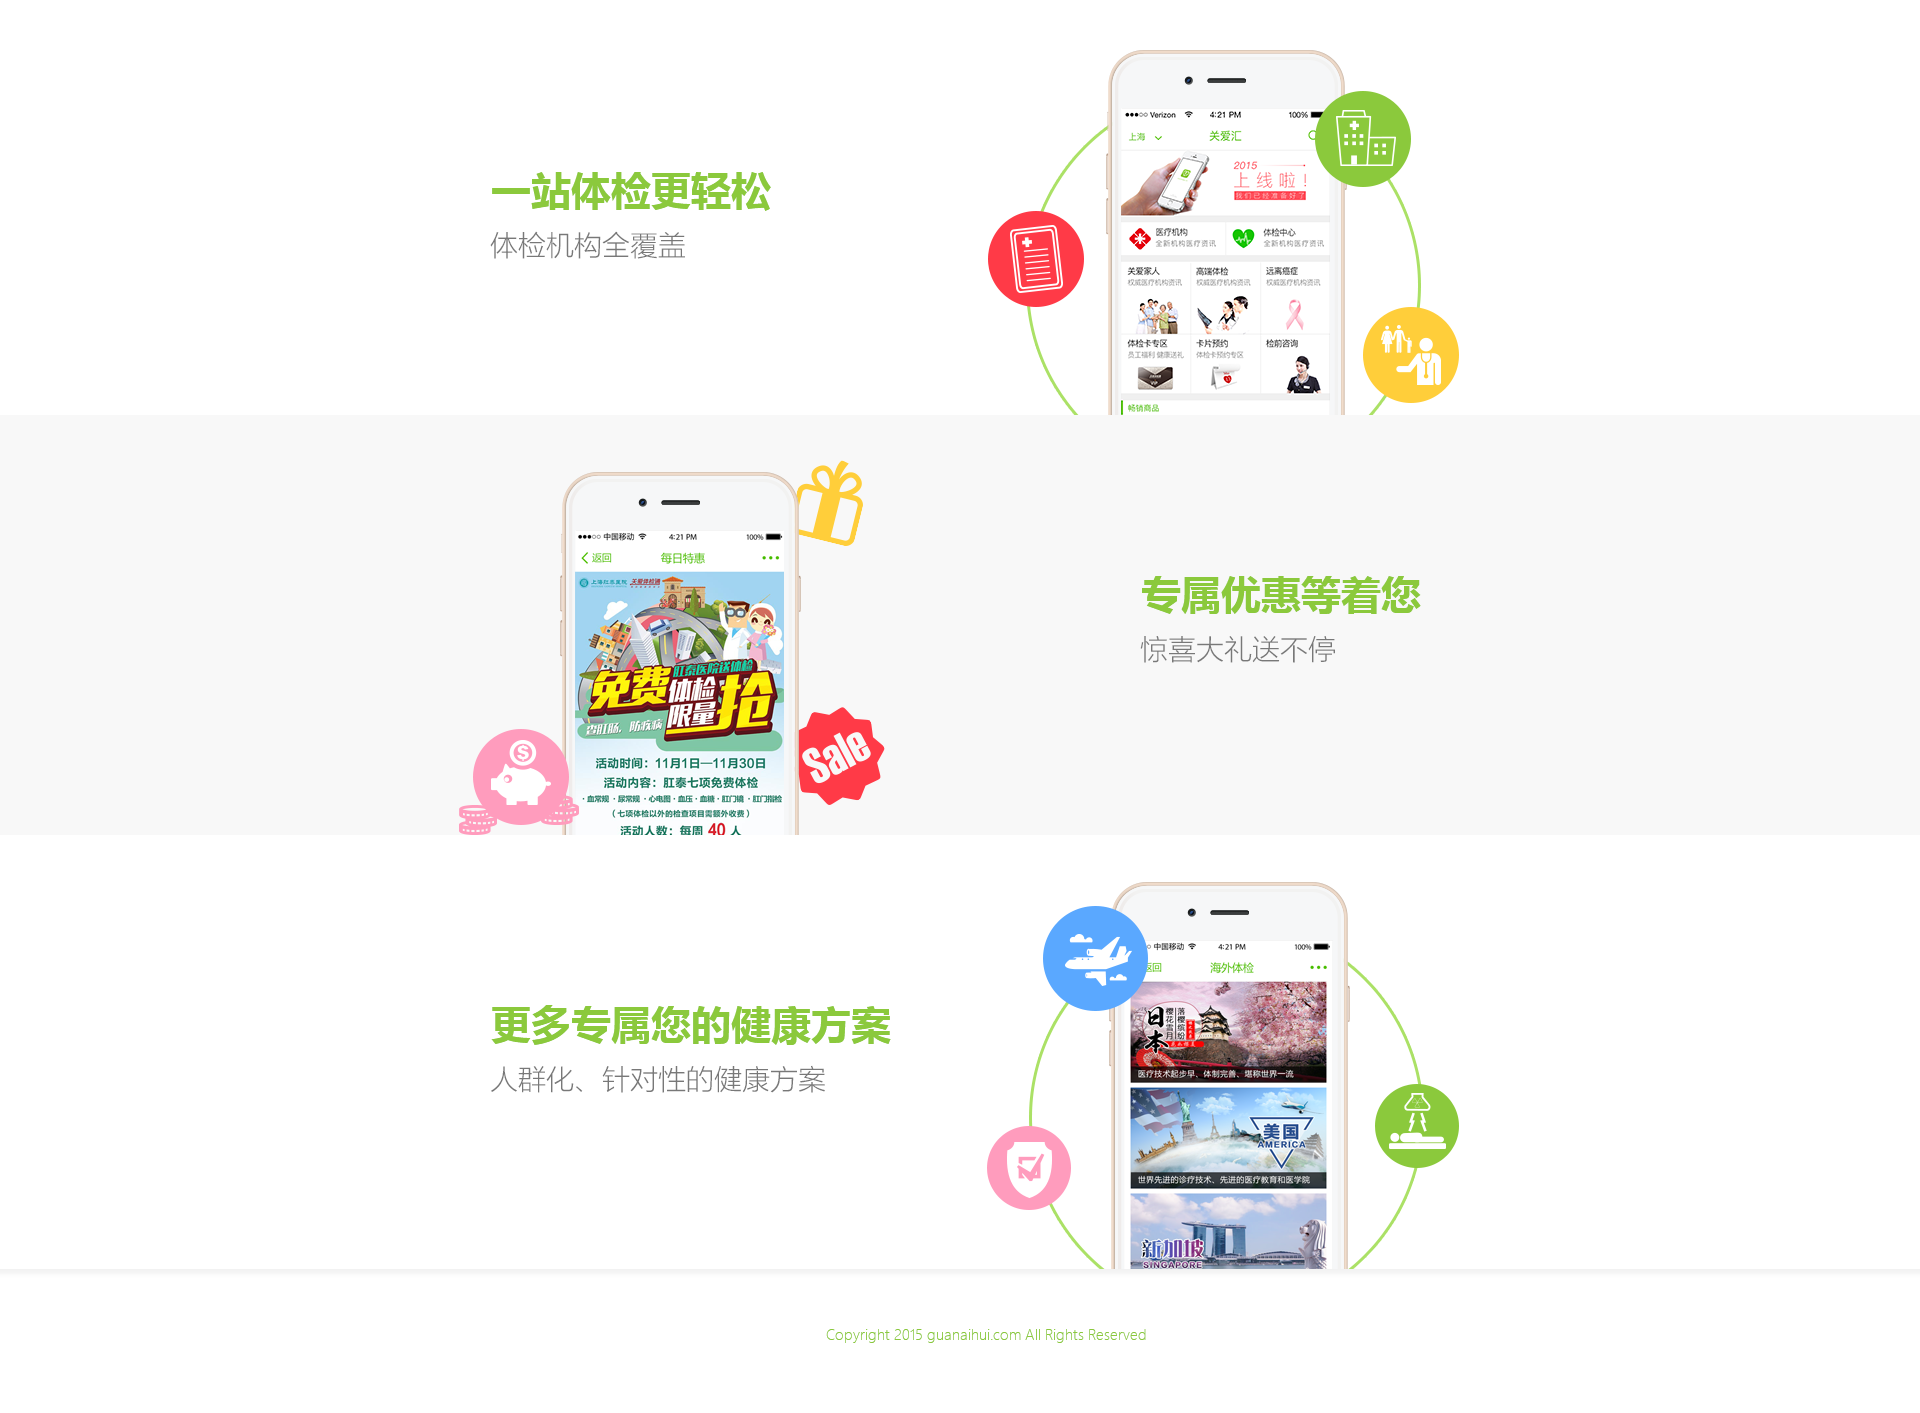 一站体检更轻松
体检机构全覆盖
Verizon 4:21 PM 100%
上海 关爱汇
2015
上线啦!
我们已经准备好了
医疗机构
全新机构医疗资讯
体检中心
全新机构医疗资讯
关爱家人
权威医疗机构资讯
高端体检
权威医疗机构资讯
远离癌症
权威医疗机构资讯
体检卡专区
员工福利 健康送礼
卡片预约
体检卡预约专区
检前咨询
畅销商品
中国移动 4:21 PM 100%
返回 每日特惠
肛泰医院送体检
免费体检限量抢
查肛肠，防疾病
活动时间：11月1日—11月30日
活动内容：肛泰七项免费体检
·血常规 ·尿常规 ·心电图 ·血压 ·血糖 ·肛门镜 ·肛门指检
（七项体检以外的检查项目需额外收费）
活动人数：每周 40 人
$
Sale
专属优惠等着您
惊喜大礼送不停
更多专属您的健康方案
人群化、针对性的健康方案
中国移动 4:21 PM 100%
返回 海外体检
日本
樱花雪月
落樱缤纷
医疗技术起步早、体制完善、堪称世界一流
美国
AMERICA
世界先进的诊疗技术、先进的医疗教育和医学院
新加坡
SINGAPORE
Copyright 2015 guanaihui.com All Rights Reserved